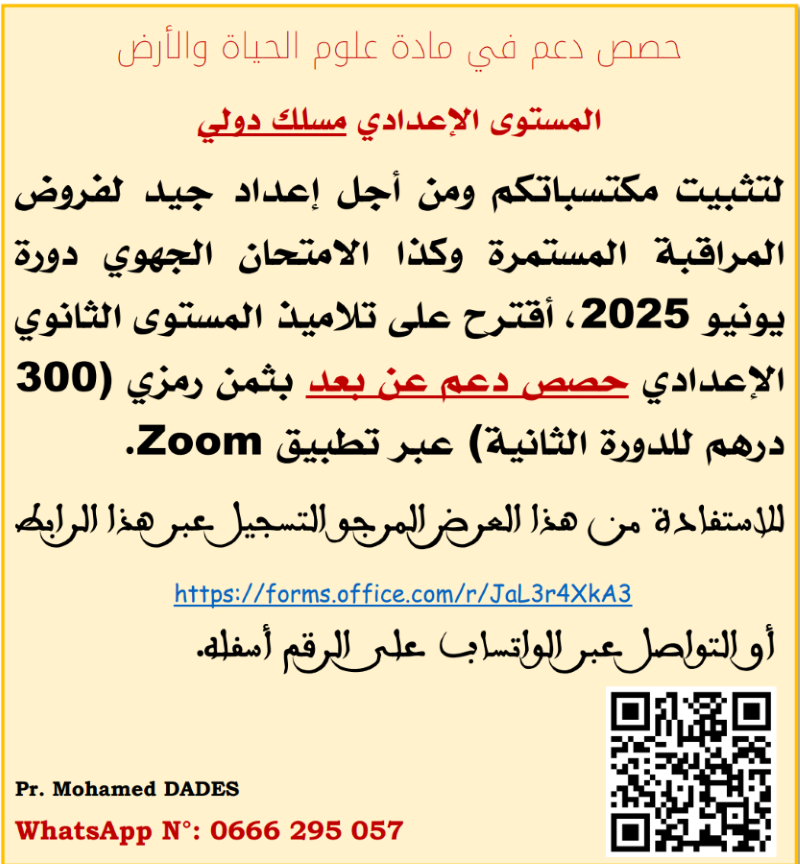 حصص دعم في مادة علوم الحياة والأرض
المستوى الإعدادي مسلك دولي
لتثبيت مكتسباتكم ومن أجل إعداد جيد لفروض
المراقبة المستمرة وكذا الامتحان الجهوي دورة
يونيو 2025، أقترح على تلاميذ المستوى الثانوي
الإعدادي حصص دعم عن بعد بثمن رمزي (300
درهم للدورة الثانية) عبر تطبيق Zoom.
للاستفادة من هذا العرض المرجو التسجيل عبر هذا الرابط
https://forms.office.com/r/JaL3r4XkA3
أو التواصل عبر الواتساب على الرقم أسفله.
Pr. Mohamed DADES
WhatsApp N°: 0666 295 057